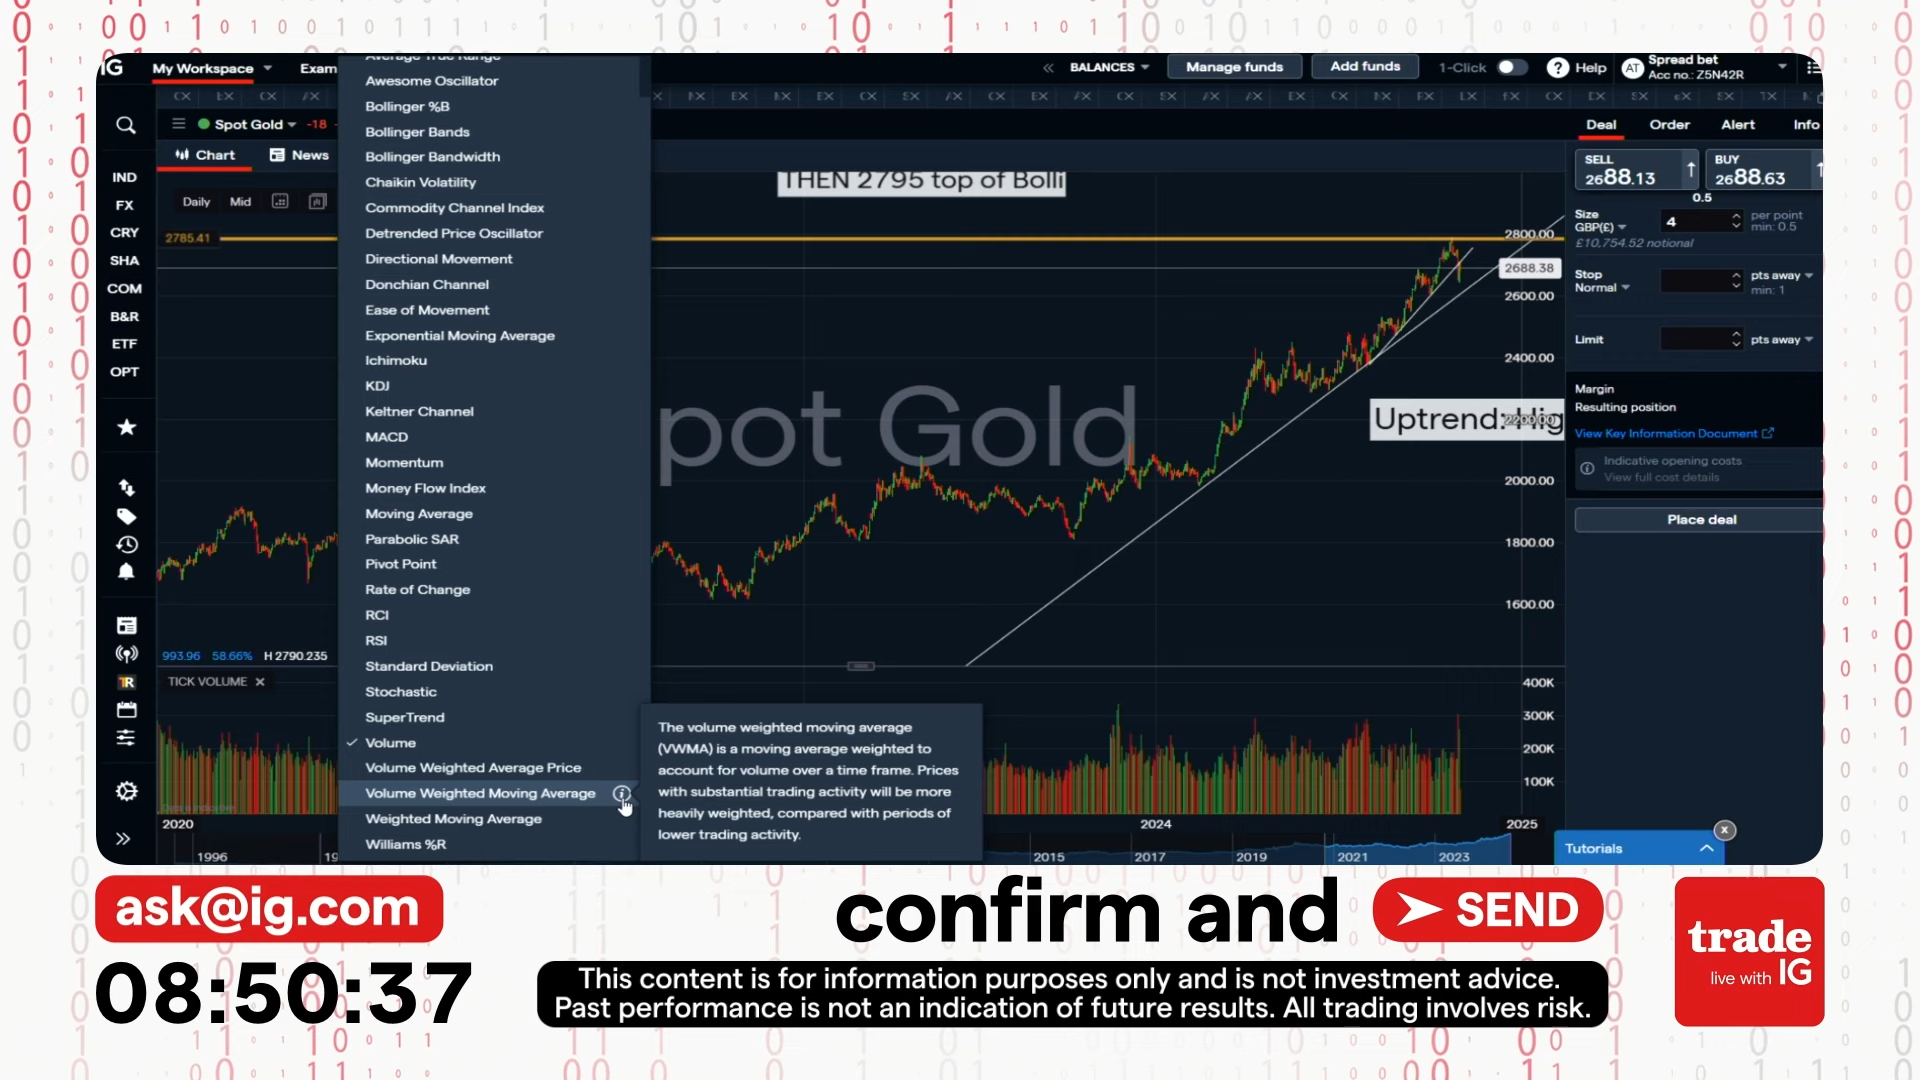 IG
My Workspace
Exam
BALANCES
Manage funds
Add funds
1-Click
Help
AT
Spread bet
Acc no.: Z5N42R
Spot Gold
-18
Chart
News
Daily
Mid
IND
FX
CRY
SHA
COM
B&R
ETF
OPT
TR
Average True Range
Awesome Oscillator
Bollinger %B
Bollinger Bands
Bollinger Bandwidth
Chaikin Volatility
Commodity Channel Index
Detrended Price Oscillator
Directional Movement
Donchian Channel
Ease of Movement
Exponential Moving Average
Ichimoku
KDJ
Keltner Channel
MACD
Momentum
Money Flow Index
Moving Average
Parabolic SAR
Pivot Point
Rate of Change
RCI
RSI
Standard Deviation
Stochastic
SuperTrend
Volume
Volume Weighted Average Price
Volume Weighted Moving Average
Weighted Moving Average
Williams %R
The volume weighted moving average
(VWMA) is a moving average weighted to
account for volume over a time frame. Prices
with substantial trading activity will be more
heavily weighted, compared with periods of
lower trading activity.
THEN 2795 top of Bolli
2785.41
pot Gold
Uptrend: Hig
2800.00
2688.38
2600.00
2400.00
2200.00
2000.00
1800.00
1600.00
993.96 58.66% H 2790.235
TICK VOLUME
400K
300K
200K
100K
2020
2024
2025
1996
2015
2017
2019
2021
2023
Deal
Order
Alert
Info
SELL
2688.13
BUY
2688.63
0.5
Size
GBP(£)
4
per point
min: 0.5
£10,754.52 notional
Stop
Normal
pts away
min: 1
Limit
pts away
Margin
Resulting position
View Key Information Document
Indicative opening costs
View full cost details
Place deal
Tutorials
ask@ig.com
confirm and
SEND
08:50:37
This content is for information purposes only and is not investment advice.
Past performance is not an indication of future results. All trading involves risk.
trade
live with IG